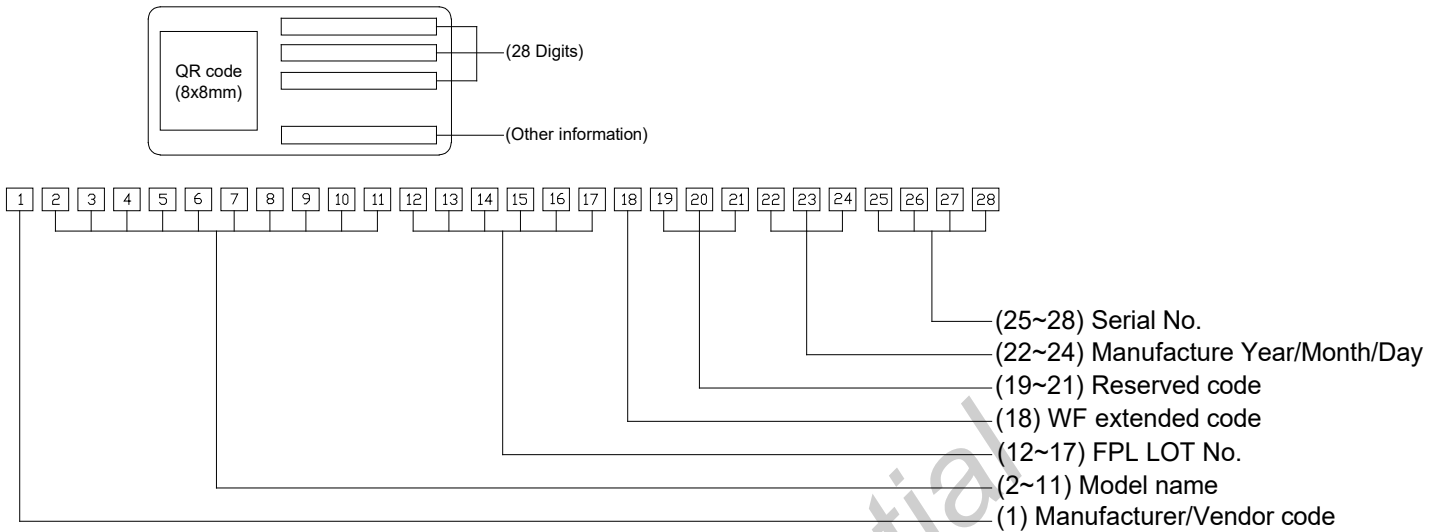 (28 Digits)
QR code
(8x8mm)
(Other information)
1 2 3 4 5 6 7 8 9 10 11 12 13 14 15 16 17 18 19 20 21 22 23 24 25 26 27 28
(25~28) Serial No.
(22~24) Manufacture Year/Month/Day
(19~21) Reserved code
(18) WF extended code
(12~17) FPL LOT No.
(2~11) Model name
(1) Manufacturer/Vendor code
tial